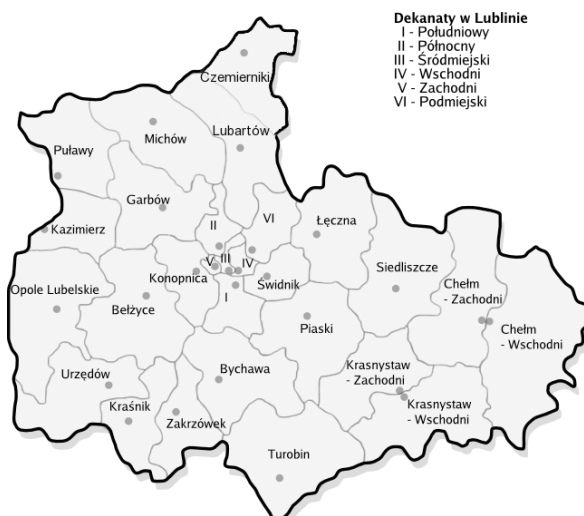 Dekanaty w Lublinie
I - Południowy
II - Północny
III - Śródmiejski
IV - Wschodni
V - Zachodni
VI - Podmiejski
Czemierniki
Michów
Lubartów
Puławy
Garbów
Kazimierz
II
VI
Łęczna
V
III
IV
Konopnica
I
Świdnik
Siedliszcze
Chełm
- Zachodni
Opole Lubelskie
Bełżyce
Piaski
Chełm
- Wschodni
Urzędów
Bychawa
Krasnystaw
- Zachodni
Kraśnik
Zakrzówek
Krasnystaw
- Wschodni
Turobin